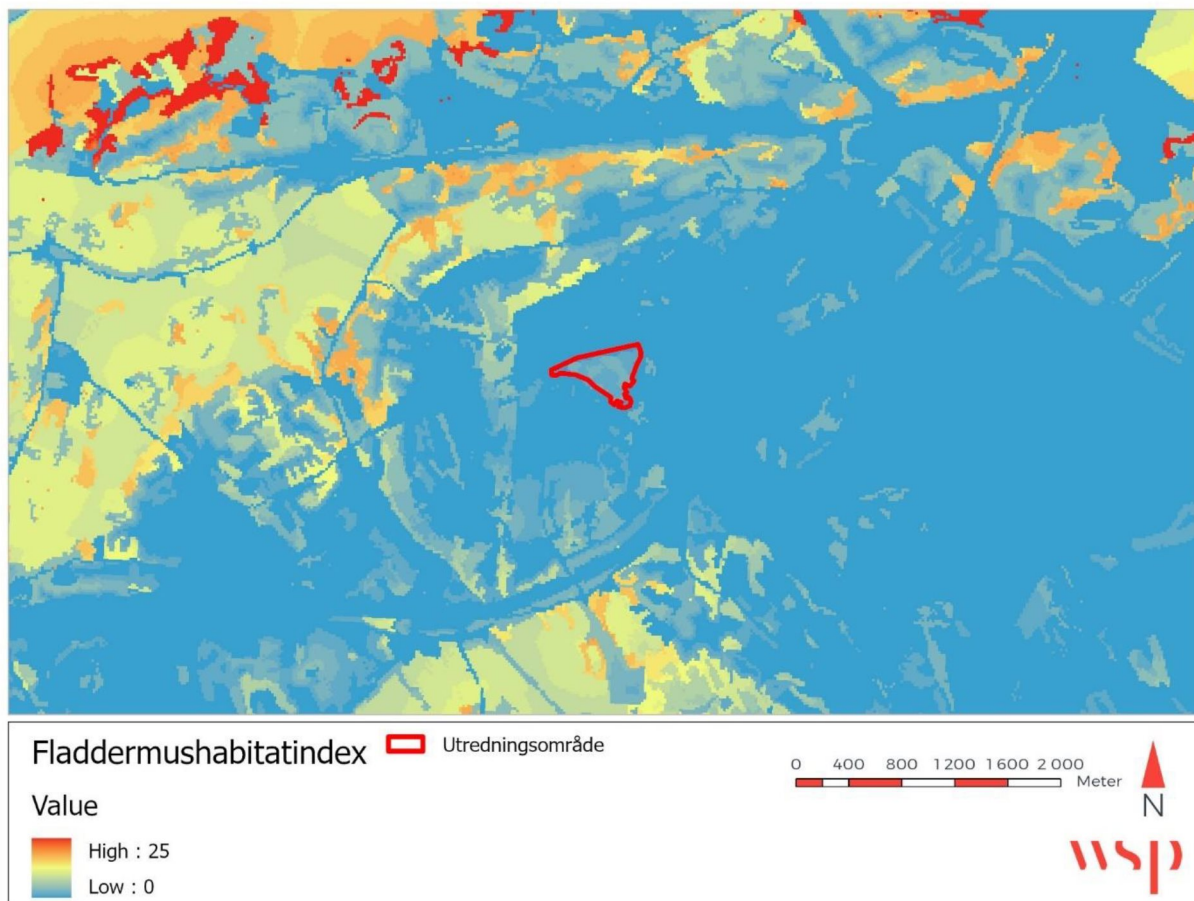 Fladdermushabitatindex
Utredningsområde
Value
High : 25
Low : 0
0 400 800 1200 1600 2 000
Meter
N
wsp